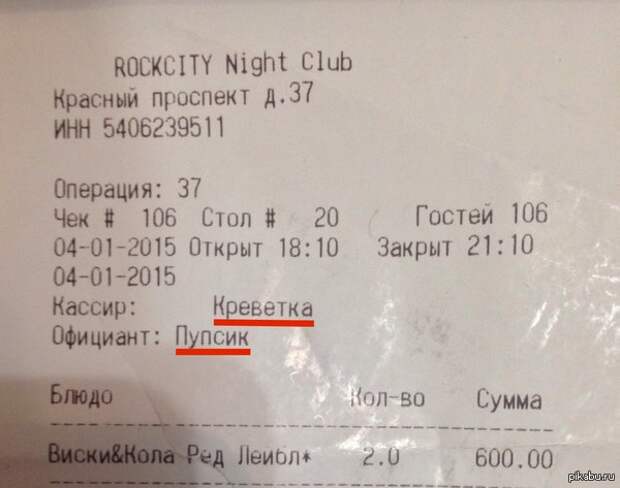 ROCKCITY Night Club
Красный проспект д.37
ИНН 5406239511
Операция: 37
Чек # 106 Стол # 20 Гостей 106
04-01-2015 Открыт 18:10 Закрыт 21:10
04-01-2015
Кассир: Креветка
Официант: Пупсик
Блюдо Кол-во Сумма
Виски&Кола Ред Лейбл* 2.0 600.00
pikabu.ru